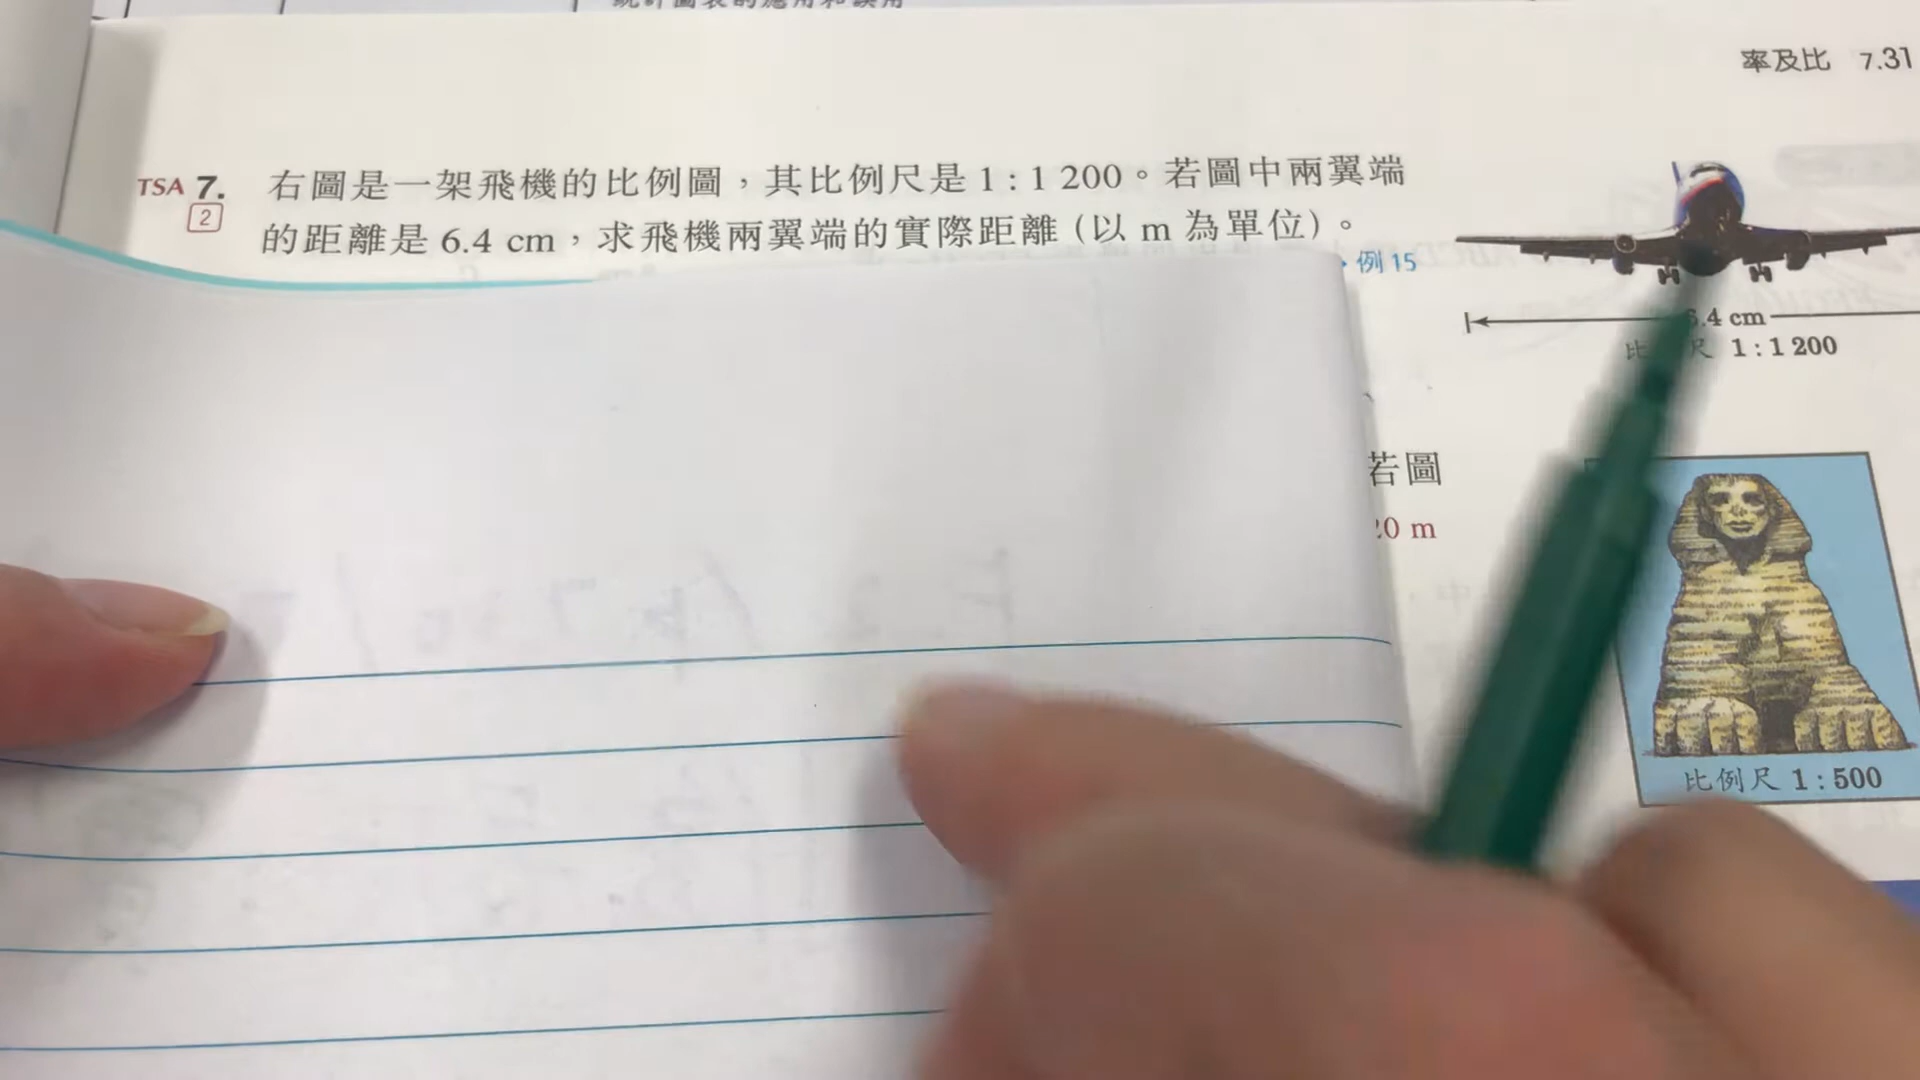 率及比 7.31
TSA 7. 右圖是一架飛機的比例圖，其比例尺是 1 : 1 200。若圖中兩翼端
2 的距離是 6.4 cm，求飛機兩翼端的實際距離 (以 m 為單位)。
例 15
.4 cm
尺 1 : 1 200
若圖
20 m
比例尺 1 : 500